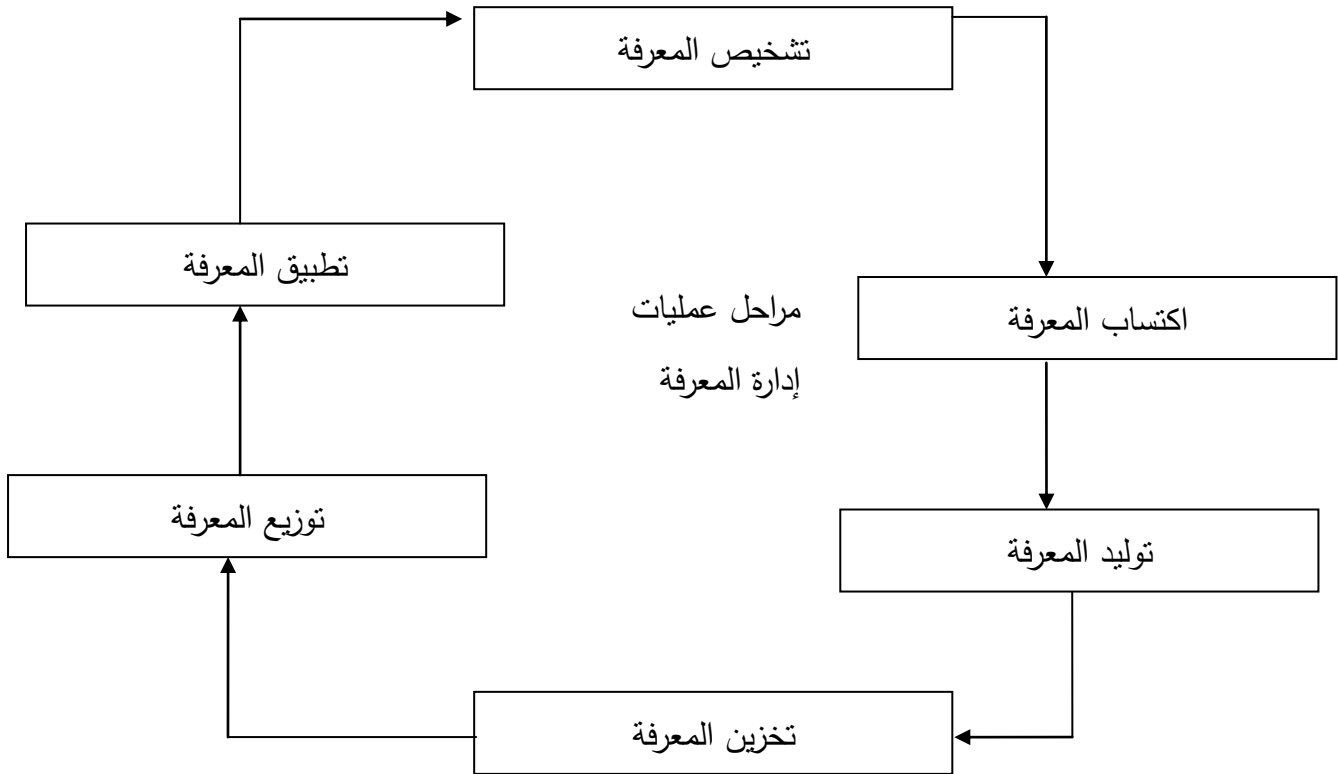 تشخيص المعرفة
تطبيق المعرفة
اكتساب المعرفة
مراحل عمليات
إدارة المعرفة
توزيع المعرفة
توليد المعرفة
تخزين المعرفة